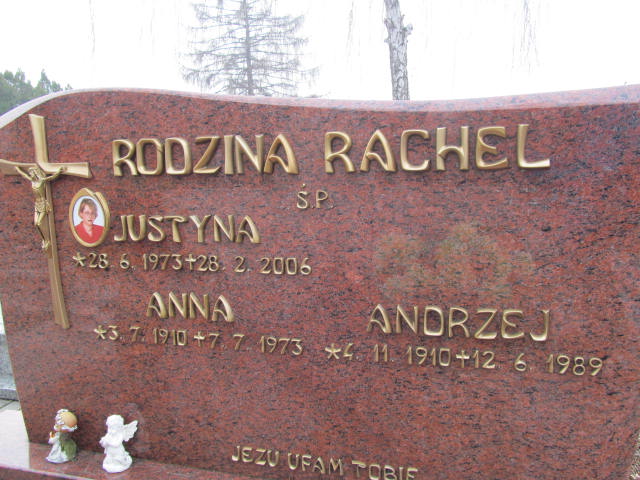 RODZINA RACHEL
Ś.P.
JUSTYNA
*28. 6. 1973+28. 2. 2006
ANNA
*3. 7. 1910+7. 7. 1973
ANDRZEJ
*4. 11. 1910+12. 6. 1989
JEZU UFAM TOBIE